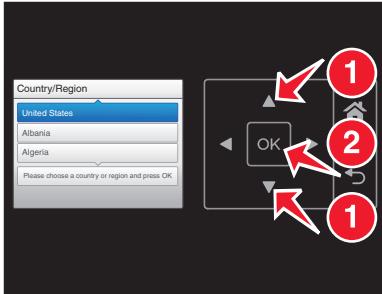 Country/Region
United States
Albania
Algeria
Please choose a country or region and press OK
1
OK
2
1